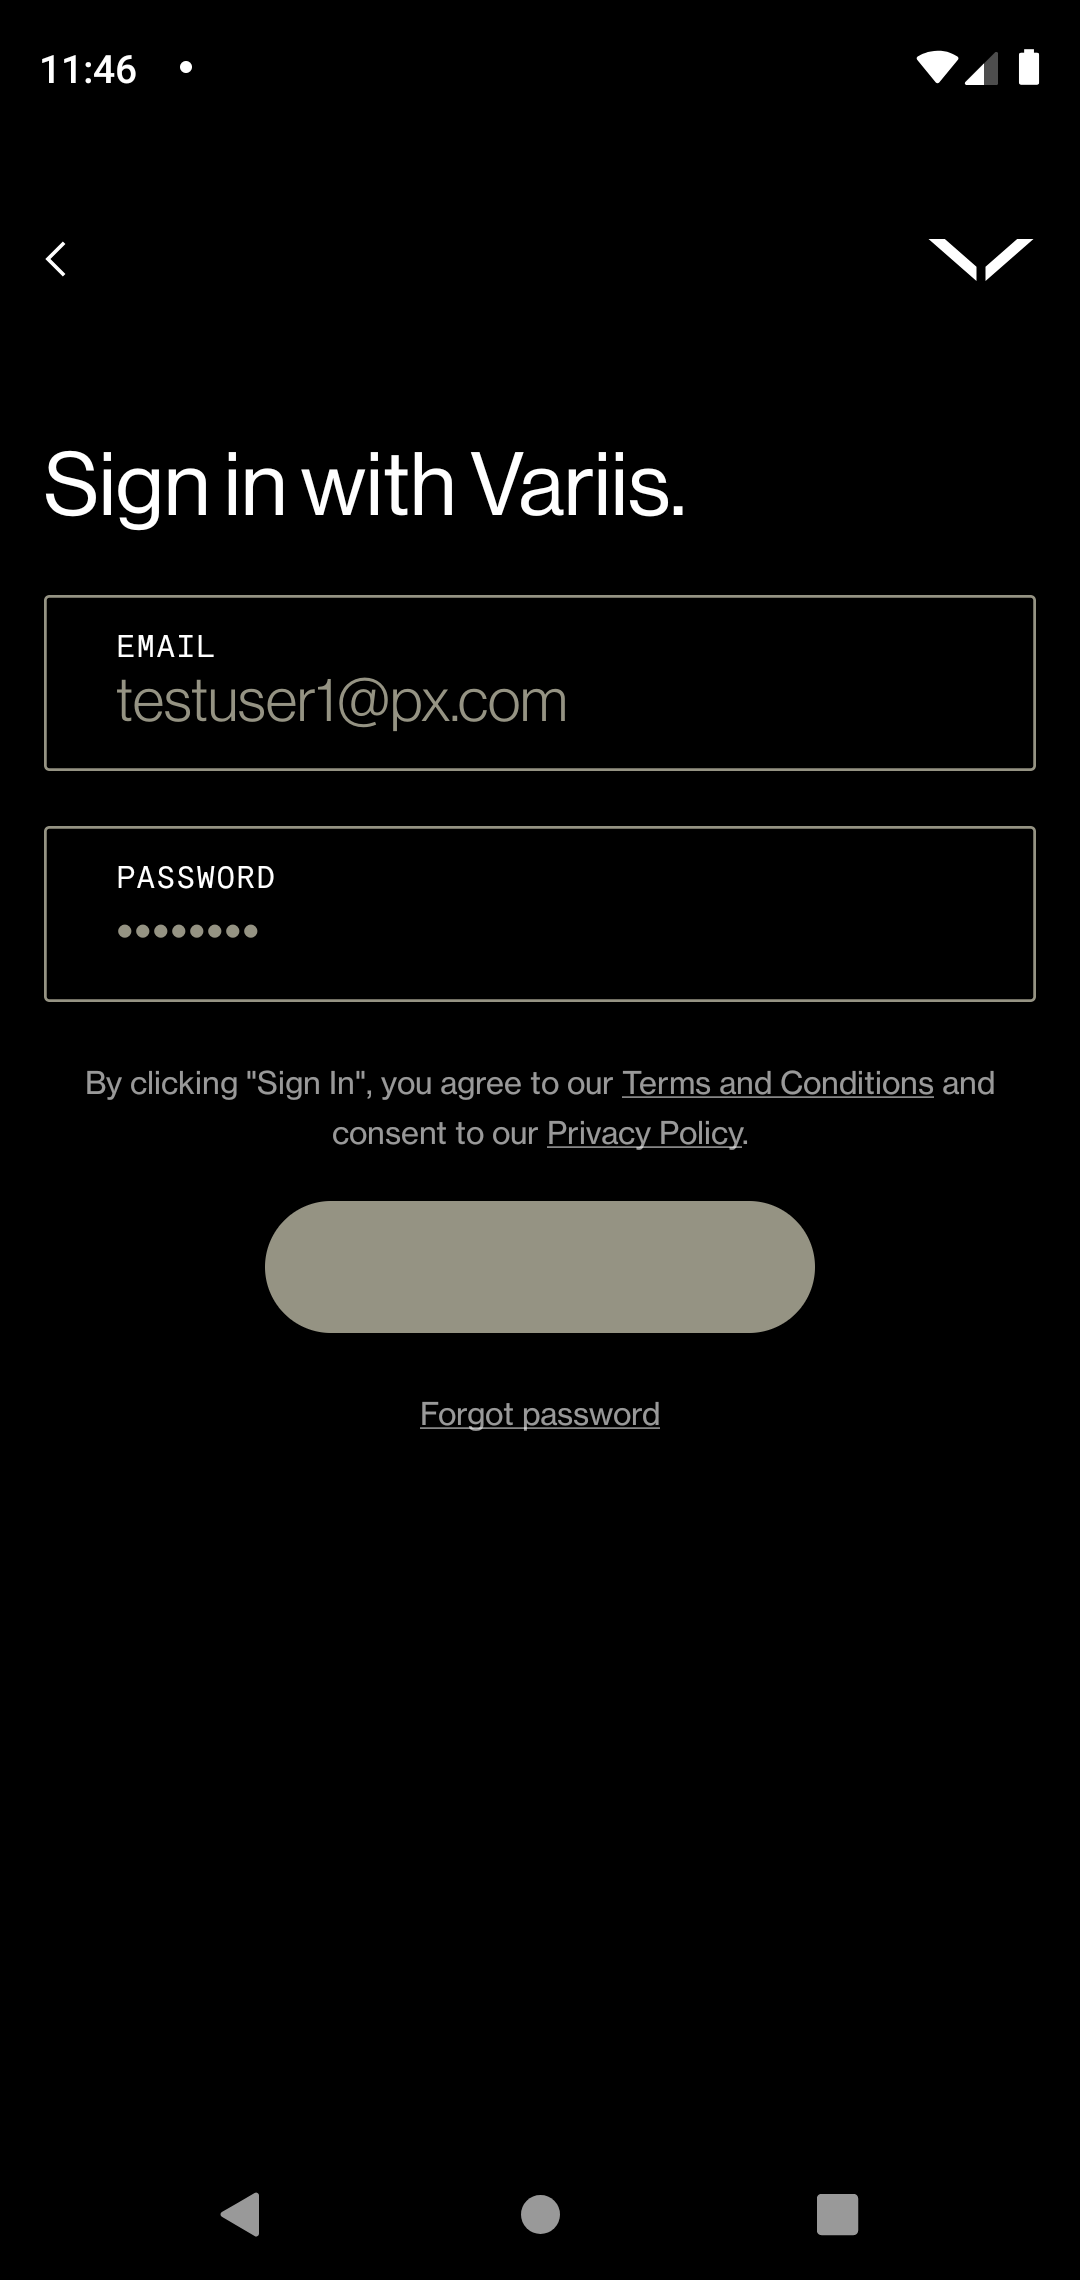 11:46
Sign in with Variis.
EMAIL
testuser1@px.com
PASSWORD
••••••••
By clicking "Sign In", you agree to our Terms and Conditions and
consent to our Privacy Policy.
Forgot password